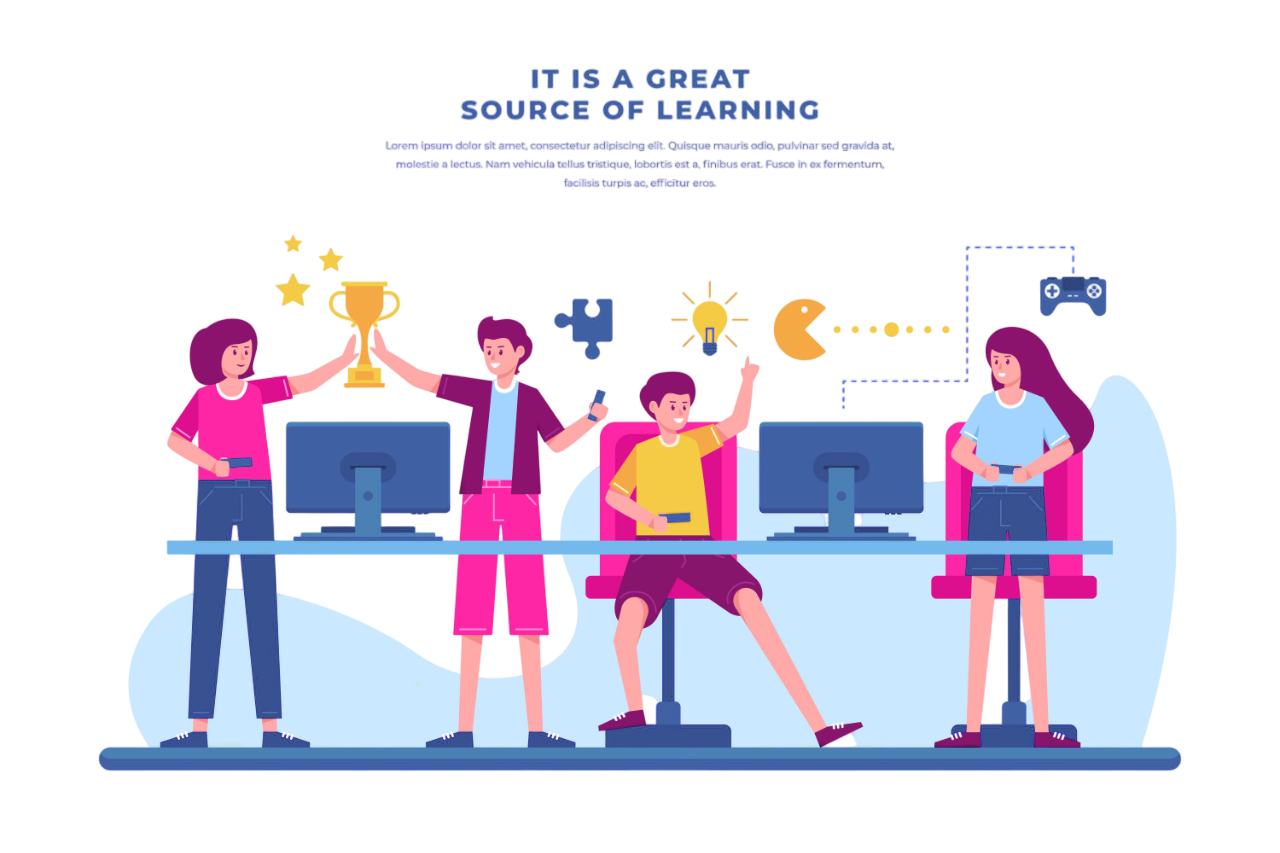 IT IS A GREAT
SOURCE OF LEARNING
Lorem ipsum dolor sit amet, consectetur adipiscing elit. Quisque mauris odio, pulvinar sed gravida at,
molestie a lectus. Nam vehicula tellus tristique, lobortis est a, finibus erat. Fusce in ex fermentum,
facilisis turpis ac, efficitur eros.